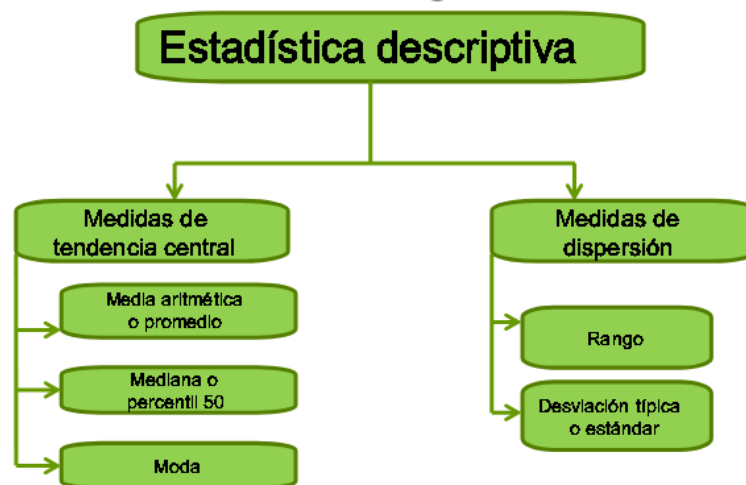 Estadística descriptiva
Medidas de
tendencia central
Media aritmética
o promedio
Mediana o
percentil 50
Moda
Medidas de
dispersión
Rango
Desviación típica
o estándar